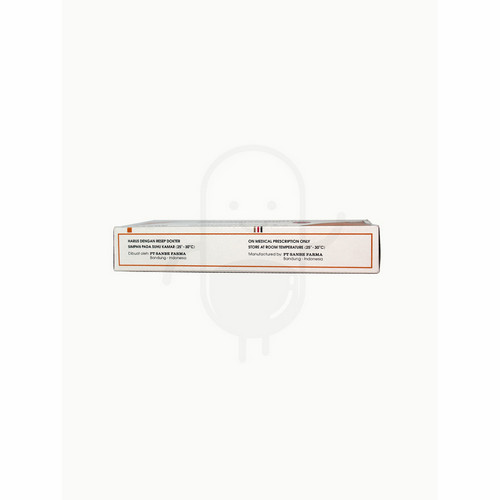 HARUS DENGAN RESEP DOKTER
SIMPAN PADA SUHU KAMAR (25° - 30°C)
Dibuat oleh: PT SANBE FARMA
Bandung - Indonesia
ON MEDICAL PRESCRIPTION ONLY
STORE AT ROOM TEMPERATURE (25° - 30°C)
Manufactured by: PT SANBE FARMA
Bandung - Indonesia